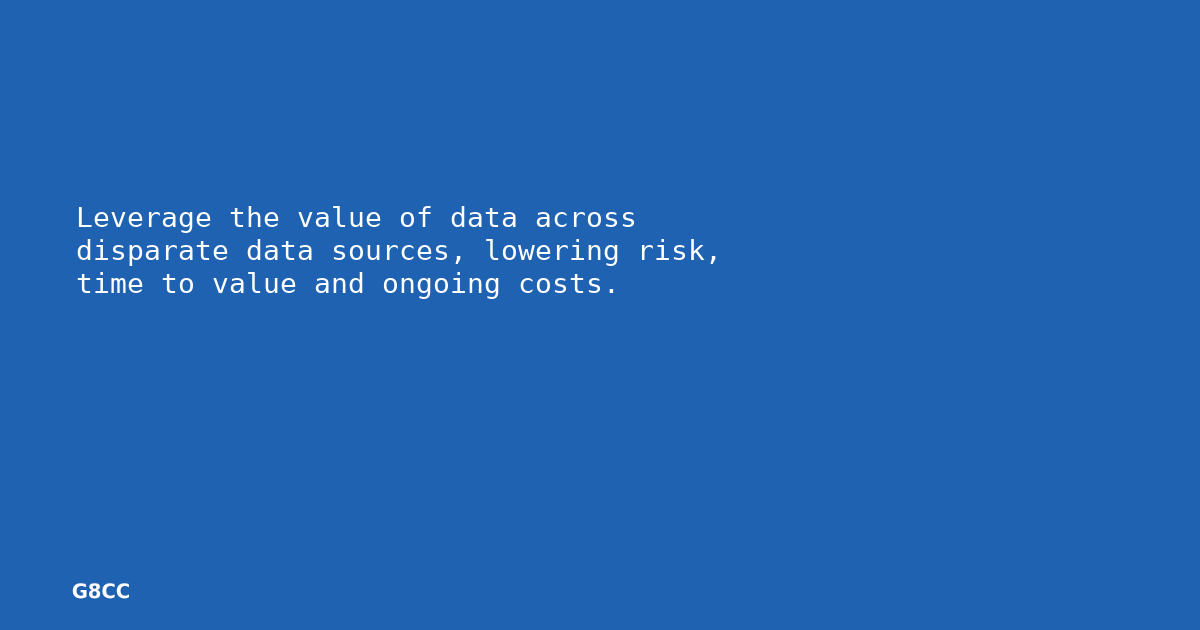 Leverage the value of data across
disparate data sources, lowering risk,
time to value and ongoing costs.
G8CC